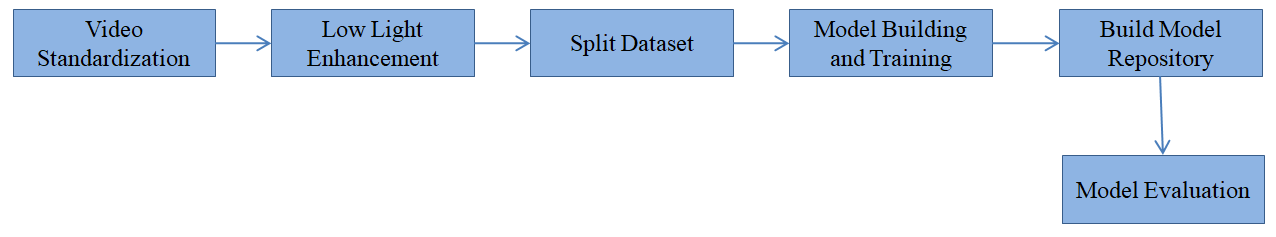 Video
Standardization
Low Light
Enhancement
Split Dataset
Model Building
and Training
Build Model
Repository
Model Evaluation